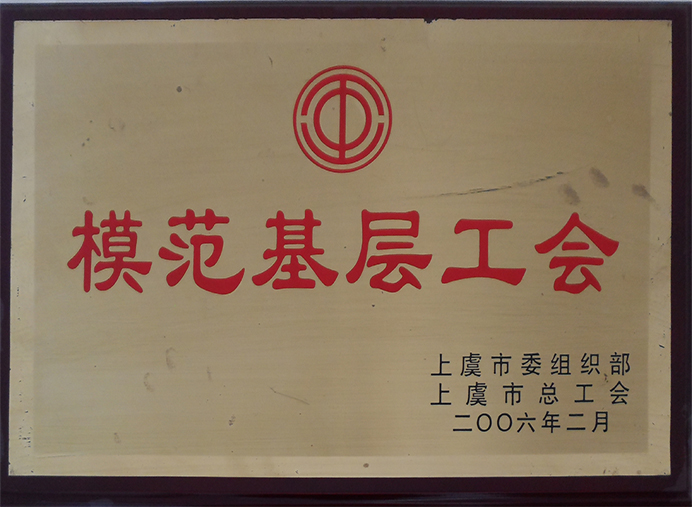 模范基层工会
上虞市委组织部
上虞市总工会
二〇〇六年二月